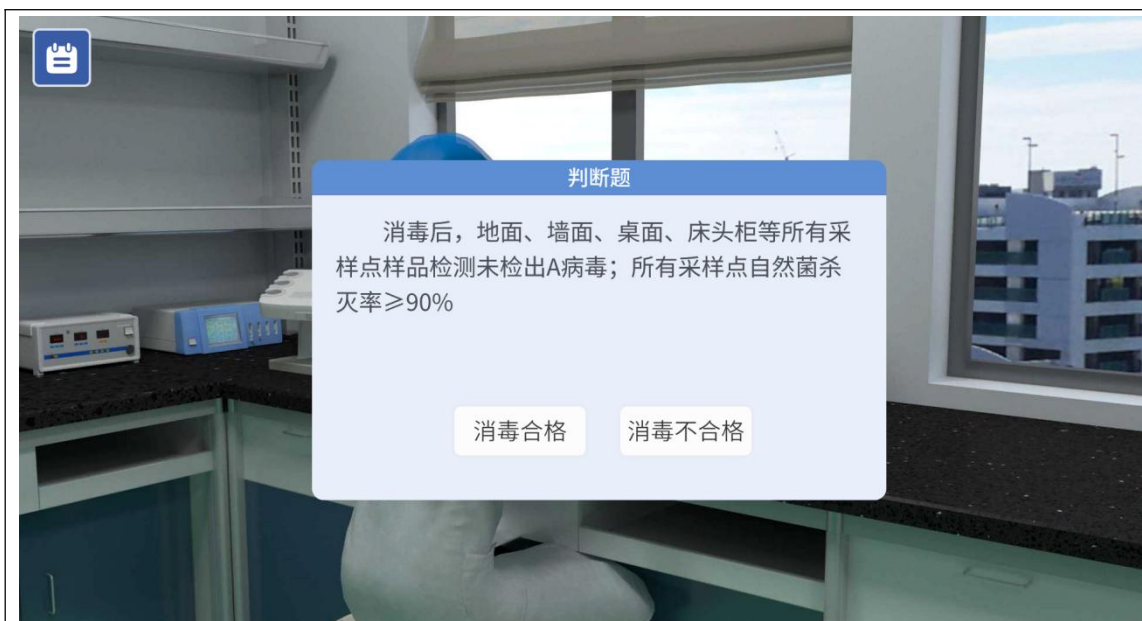 判断题
消毒后，地面、墙面、桌面、床头柜等所有采
样点样品检测未检出A病毒；所有采样点自然菌杀
灭率≥90%
消毒合格
消毒不合格